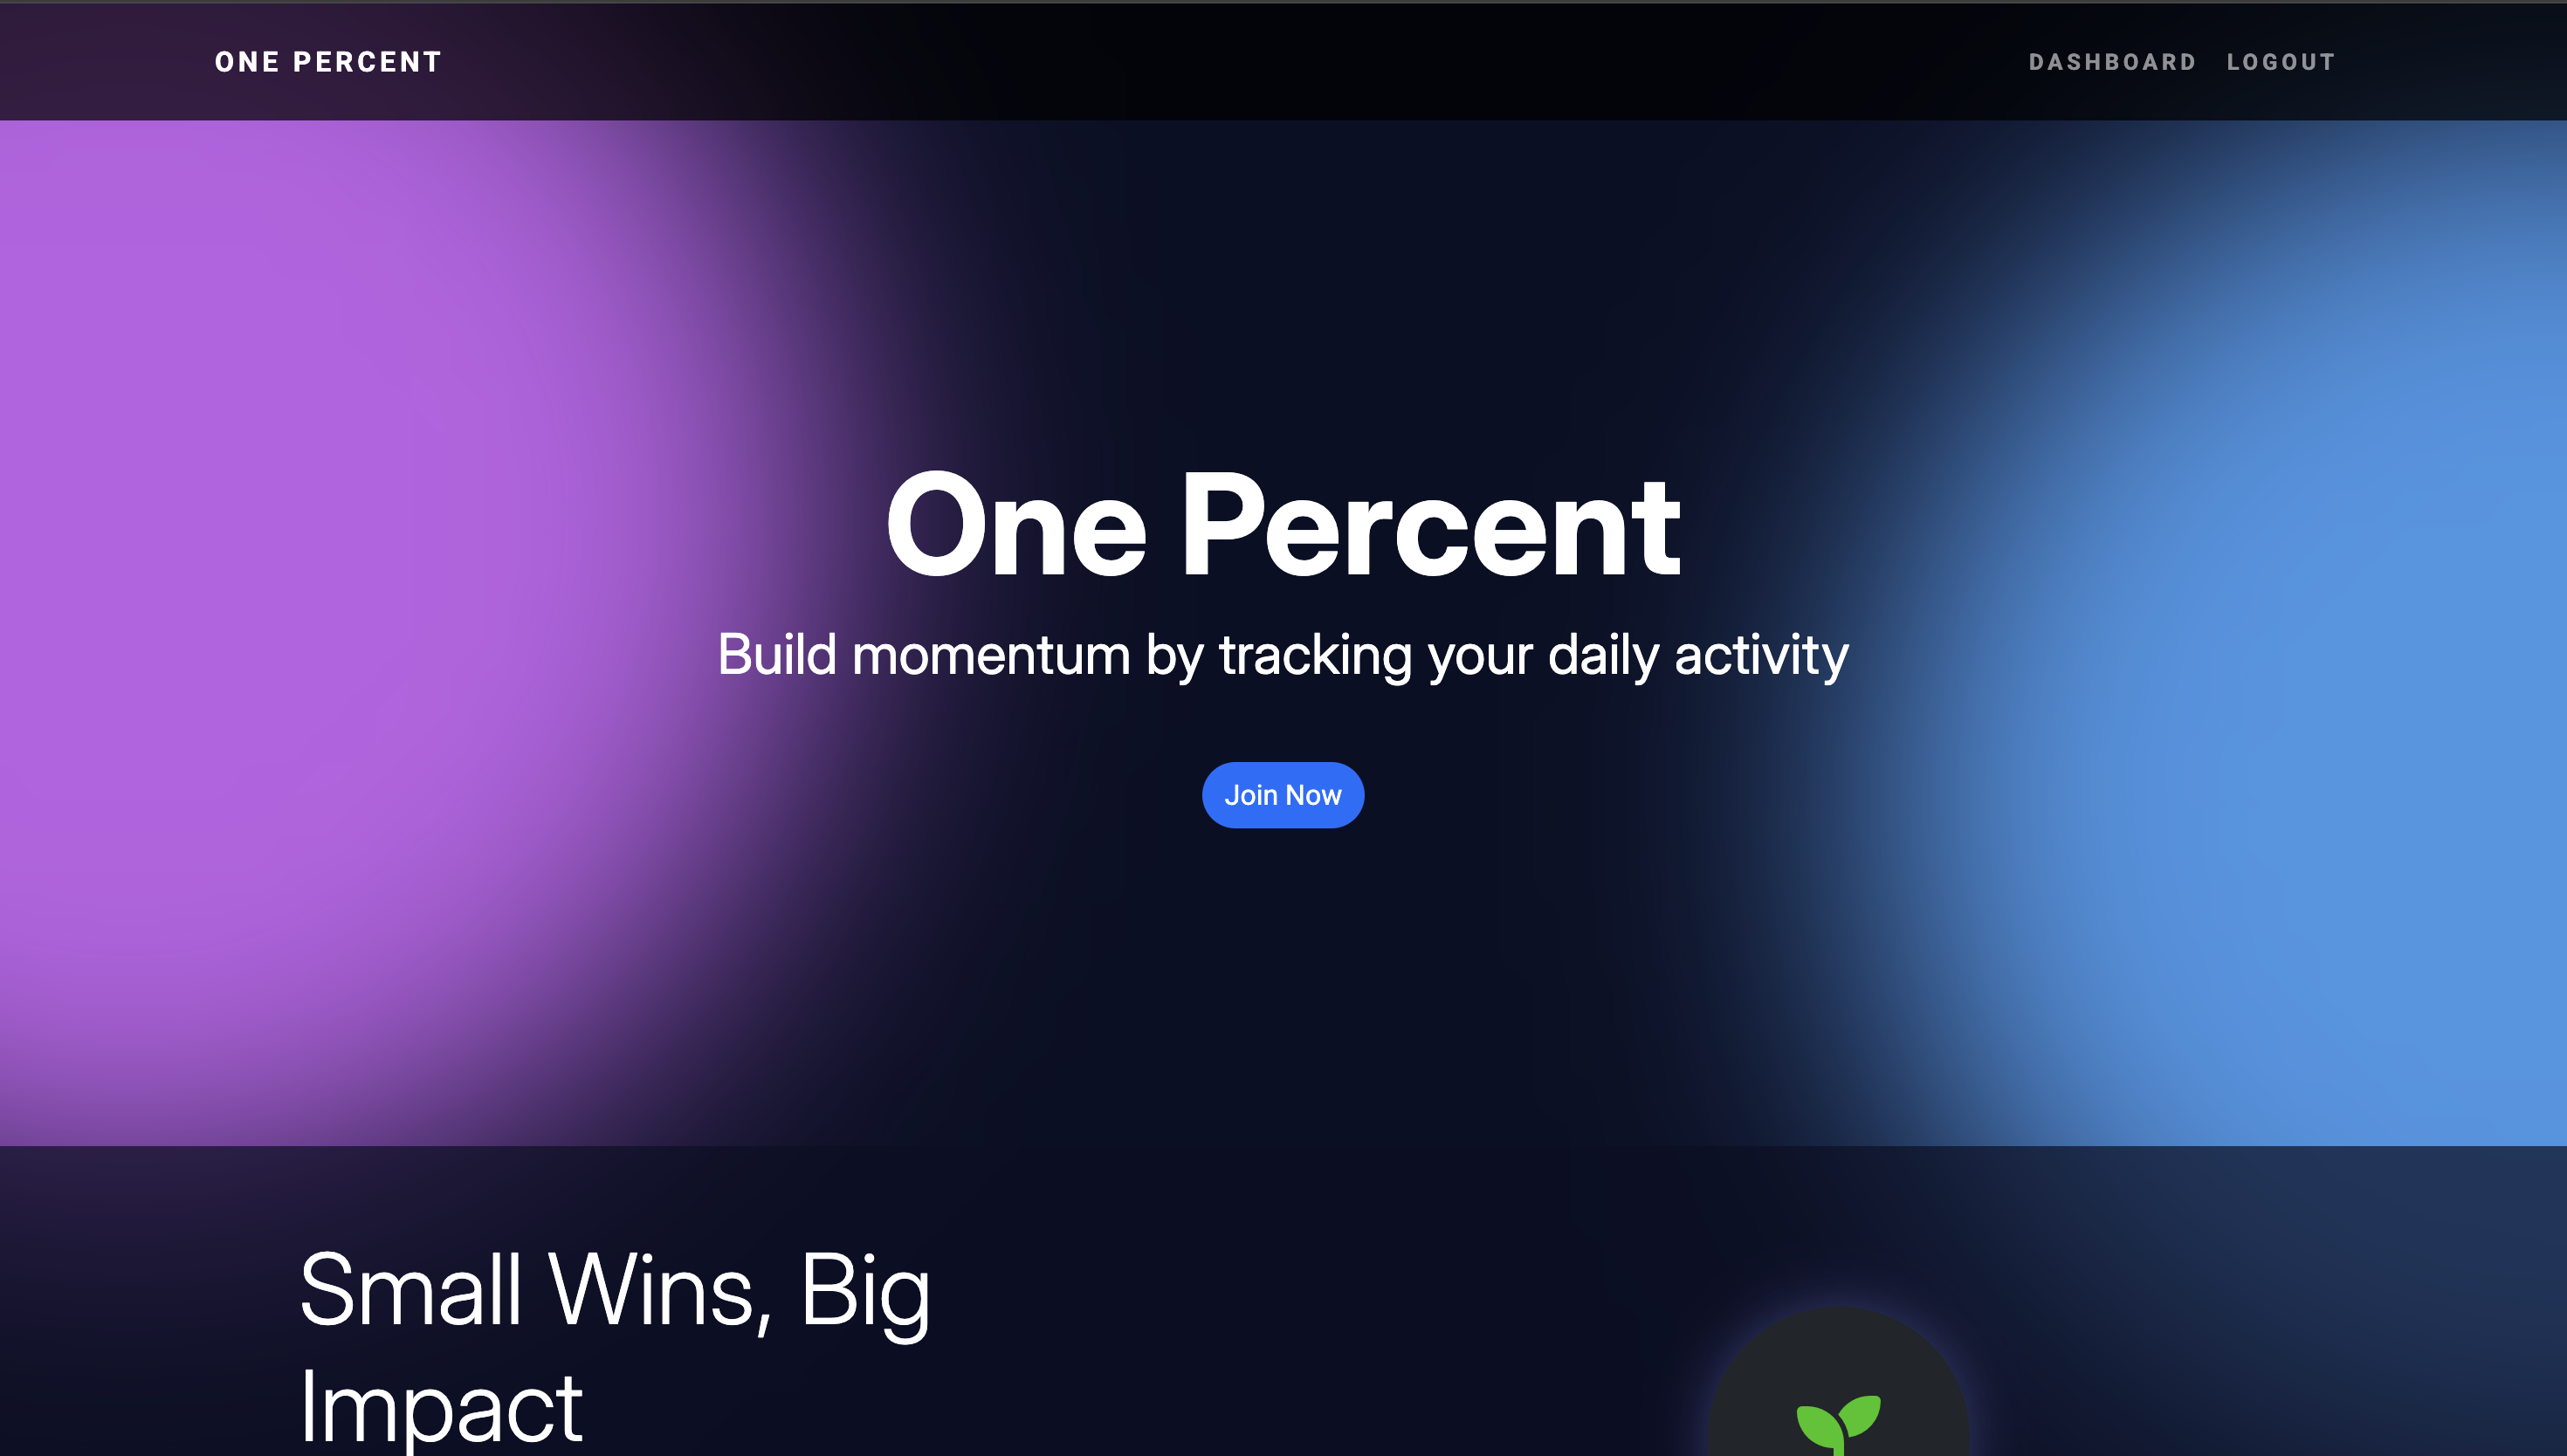 ONE PERCENT
DASHBOARD LOGOUT
One Percent
Build momentum by tracking your daily activity
Join Now
Small Wins, Big
Impact